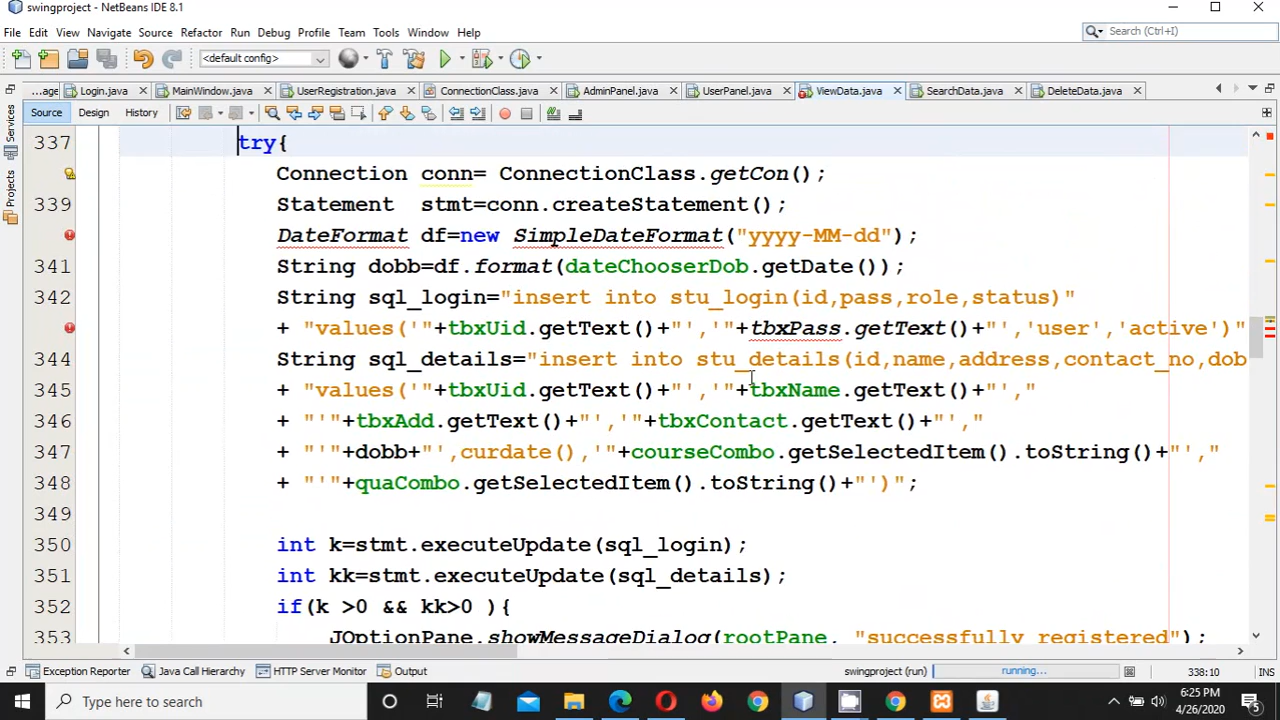 swingproject - NetBeans IDE 8.1
File Edit View Navigate Source Refactor Run Debug Profile Team Tools Window Help
Search (Ctrl+I)
<default config>
...age Login.java MainWindow.java UserRegistration.java ConnectionClass.java AdminPanel.java UserPanel.java ViewData.java SearchData.java DeleteData.java
Source Design History
Services
Projects
337 try{
Connection conn= ConnectionClass.getCon();
339 Statement  stmt=conn.createStatement();
DateFormat df=new SimpleDateFormat("yyyy-MM-dd");
341 String dobb=df.format(dateChooserDob.getDate());
342 String sql_login="insert into stu_login(id,pass,role,status)"
+ "values('"+tbxUid.getText()+"','"+tbxPass.getText()+"','user','active')"
344 String sql_details="insert into stu_details(id,name,address,contact_no,dob
345 + "values('"+tbxUid.getText()+"','"+tbxName.getText()+"',"
346 + "'"+tbxAdd.getText()+"','"+tbxContact.getText()+"',"
347 + "'"+dobb+"',curdate(),'"+courseCombo.getSelectedItem().toString()+"',"
348 + "'"+quaCombo.getSelectedItem().toString()+"')";
349
350 int k=stmt.executeUpdate(sql_login);
351 int kk=stmt.executeUpdate(sql_details);
352 if(k >0 && kk>0 ){
353 JOptionPane.showMessageDialog(rootPane, "successfully registered");
Exception Reporter Java Call Hierarchy HTTP Server Monitor Output swingproject (run) running... 338:10 INS
Type here to search
6:25 PM
4/26/2020
5